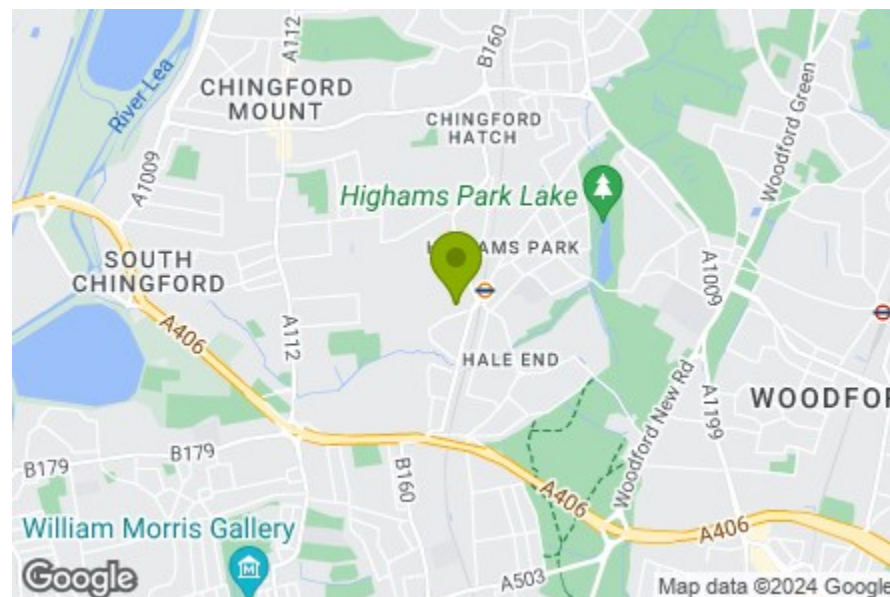 A112
B160
River Lea
CHINGFORD
MOUNT
CHINGFORD
HATCH
Woodford Green
A1009
Highams Park Lake
SOUTH
CHINGFORD
AMS PARK
A1009
A406
A112
HALE END
Woodford New Rd
WOODFOR
A1199
B179
B179
B160
A406
William Morris Gallery
A406
A503
Google
Map data ©2024 Google